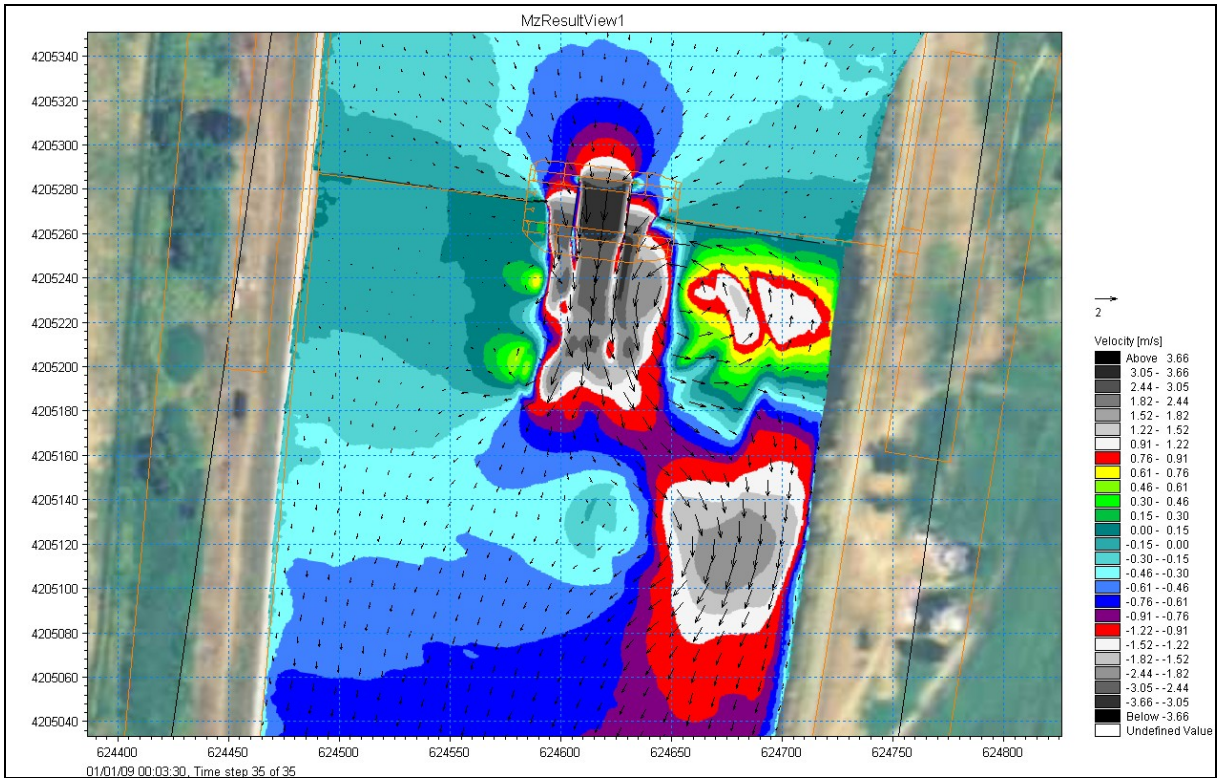 MzResultView1
4205340
4205320
4205300
4205280
4205260
4205240
4205220
4205200
4205180
4205160
4205140
4205120
4205100
4205080
4205060
4205040
624400 624450 624500 624550 624600 624650 624700 624750 624800
01/01/09 00:03:30, Time step 35 of 35
2
Velocity [m/s]
Above 3.66
3.05 - 3.66
2.44 - 3.05
1.82 - 2.44
1.52 - 1.82
1.22 - 1.52
0.91 - 1.22
0.76 - 0.91
0.61 - 0.76
0.46 - 0.61
0.30 - 0.46
0.15 - 0.30
0.00 - 0.15
-0.15 - 0.00
-0.30 - -0.15
-0.46 - -0.30
-0.61 - -0.46
-0.76 - -0.61
-0.91 - -0.76
-1.22 - -0.91
-1.52 - -1.22
-1.82 - -1.52
-2.44 - -1.82
-3.05 - -2.44
-3.66 - -3.05
Below -3.66
Undefined Value